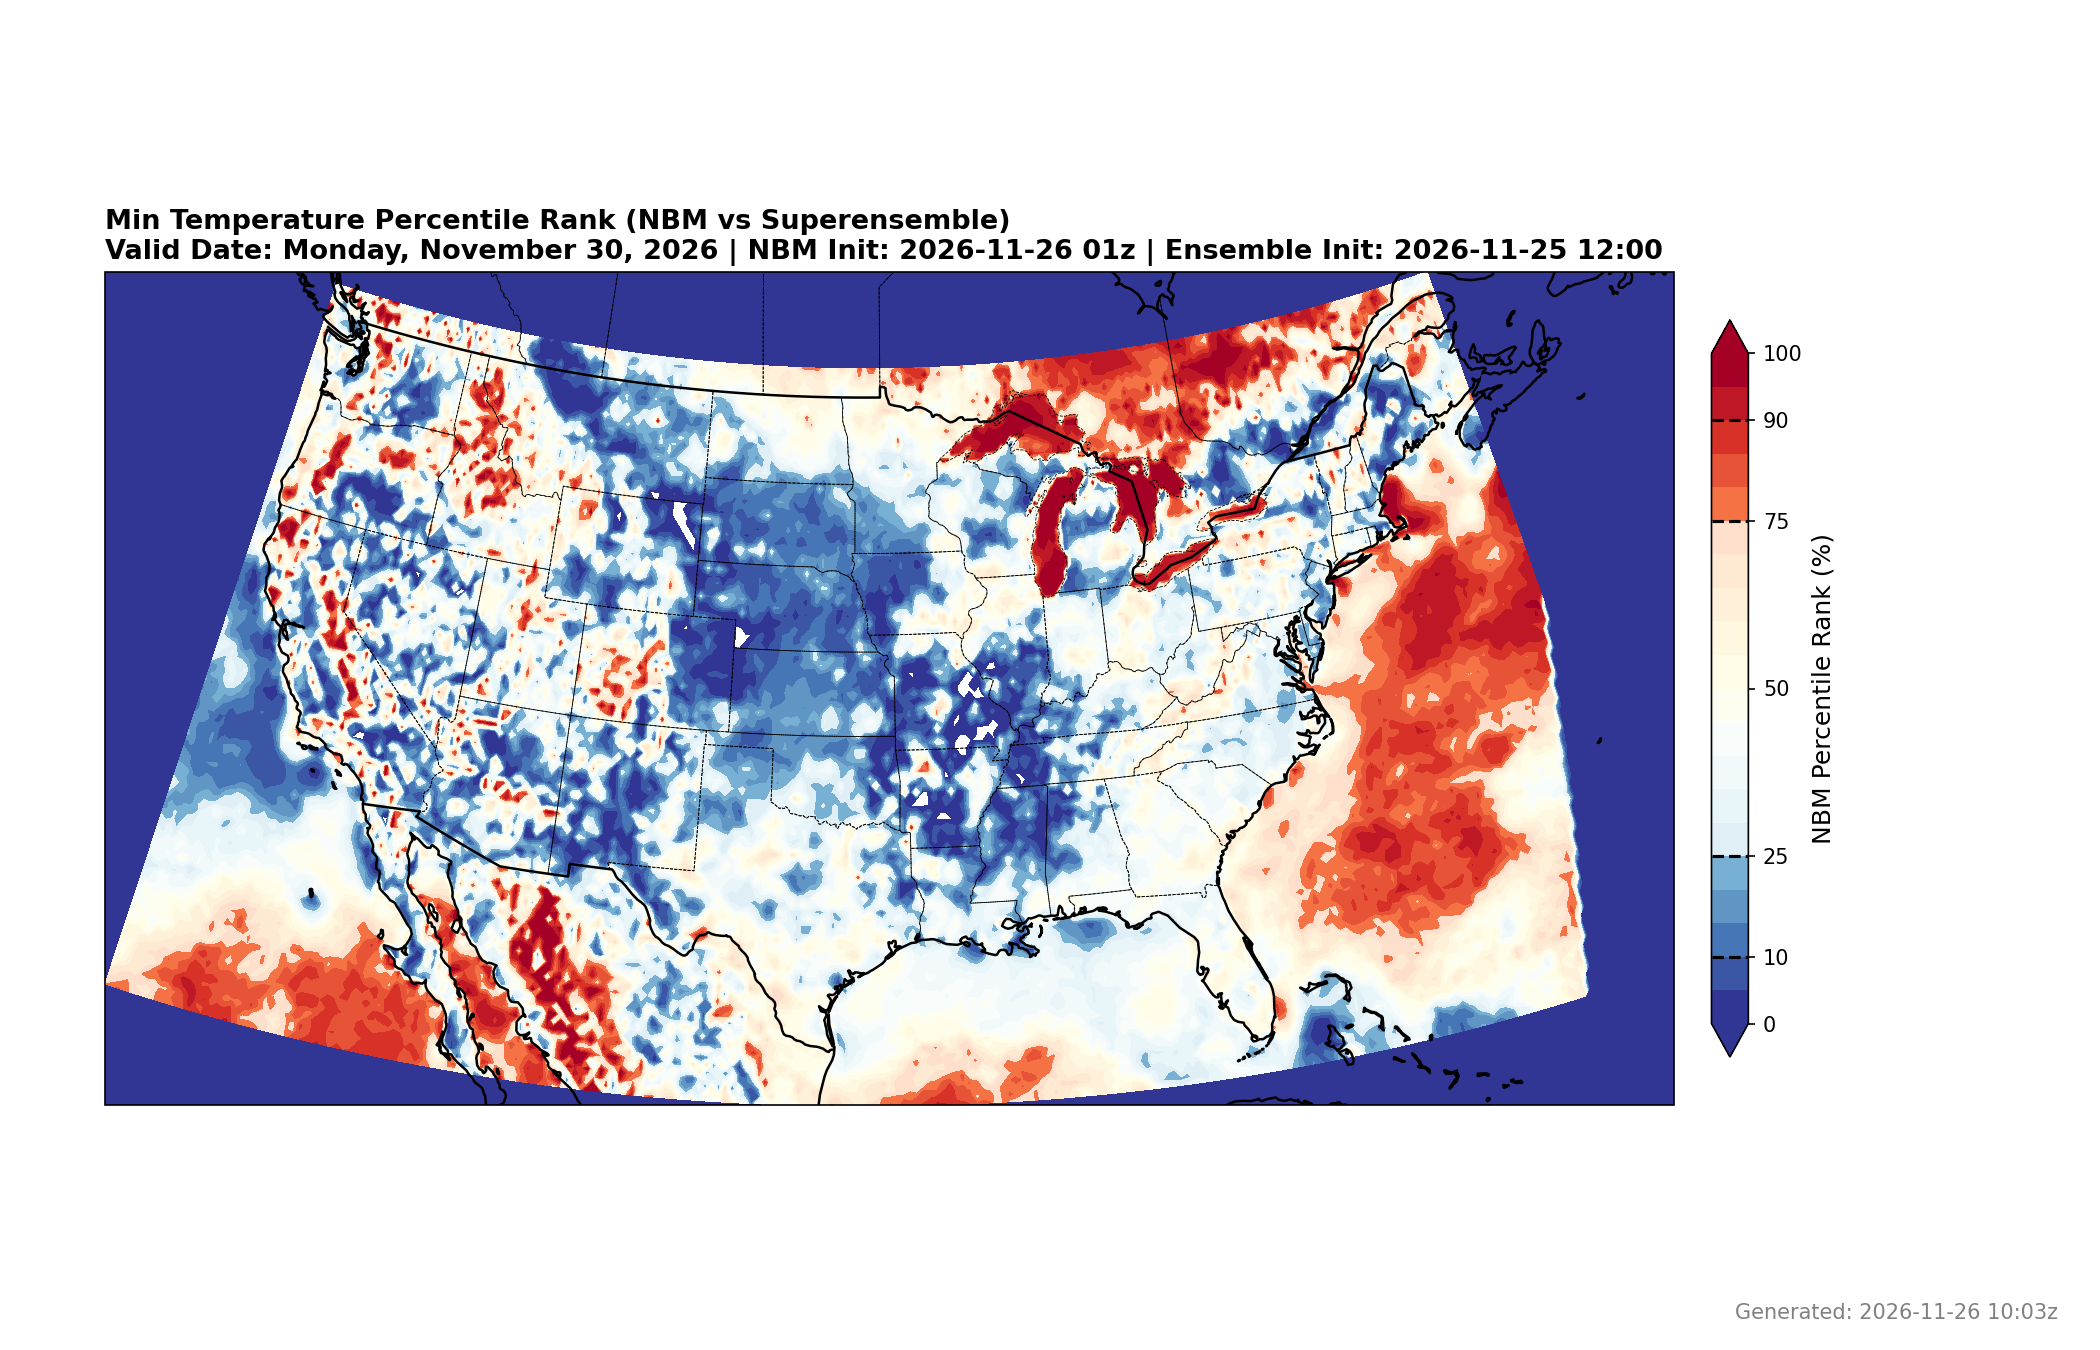 Min Temperature Percentile Rank (NBM vs Superensemble)
Valid Date: Monday, November 30, 2026 | NBM Init: 2026-11-26 01z | Ensemble Init: 2026-11-25 12:00
100
90
75
50
25
10
0
NBM Percentile Rank (%)
Generated: 2026-11-26 10:03z